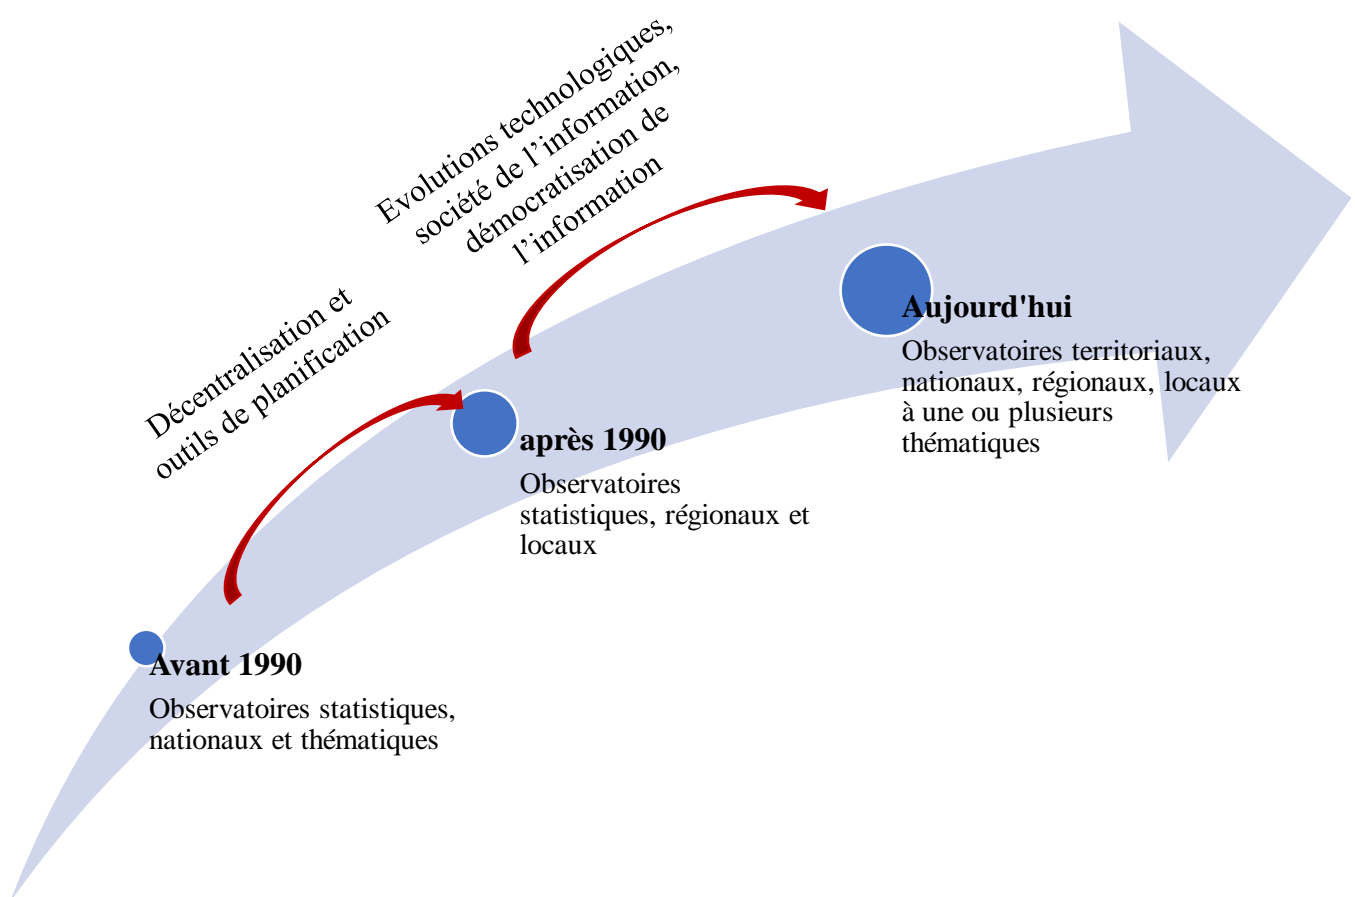 Evolutions technologiques,
société de l’information,
démocratisation de
l’information
Décentralisation et
outils de planification
Aujourd'hui
Observatoires territoriaux,
nationaux, régionaux, locaux
à une ou plusieurs
thématiques
après 1990
Observatoires
statistiques, régionaux et
locaux
Avant 1990
Observatoires statistiques,
nationaux et thématiques